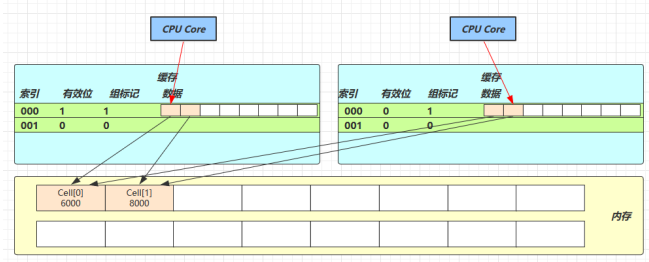 CPU Core CPU Core
缓存 缓存
索引 有效位 组标记 数据 索引 有效位 组标记 数据
000 1 1 000 0 1
001 0 0 001 0 0
Cell[0] Cell[1]
6000 8000
内存